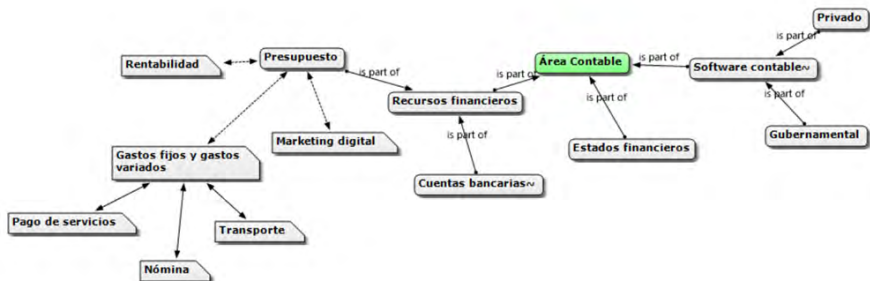 Privado
is part of
Rentabilidad
Presupuesto
Área Contable
is part of
is part of
is part of
Software contable~
Recursos financieros
is part of
is part of
is part of
Marketing digital
Gubernamental
Gastos fijos y gastos
variados
Estados financieros
Cuentas bancarias~
Pago de servicios
Transporte
Nómina